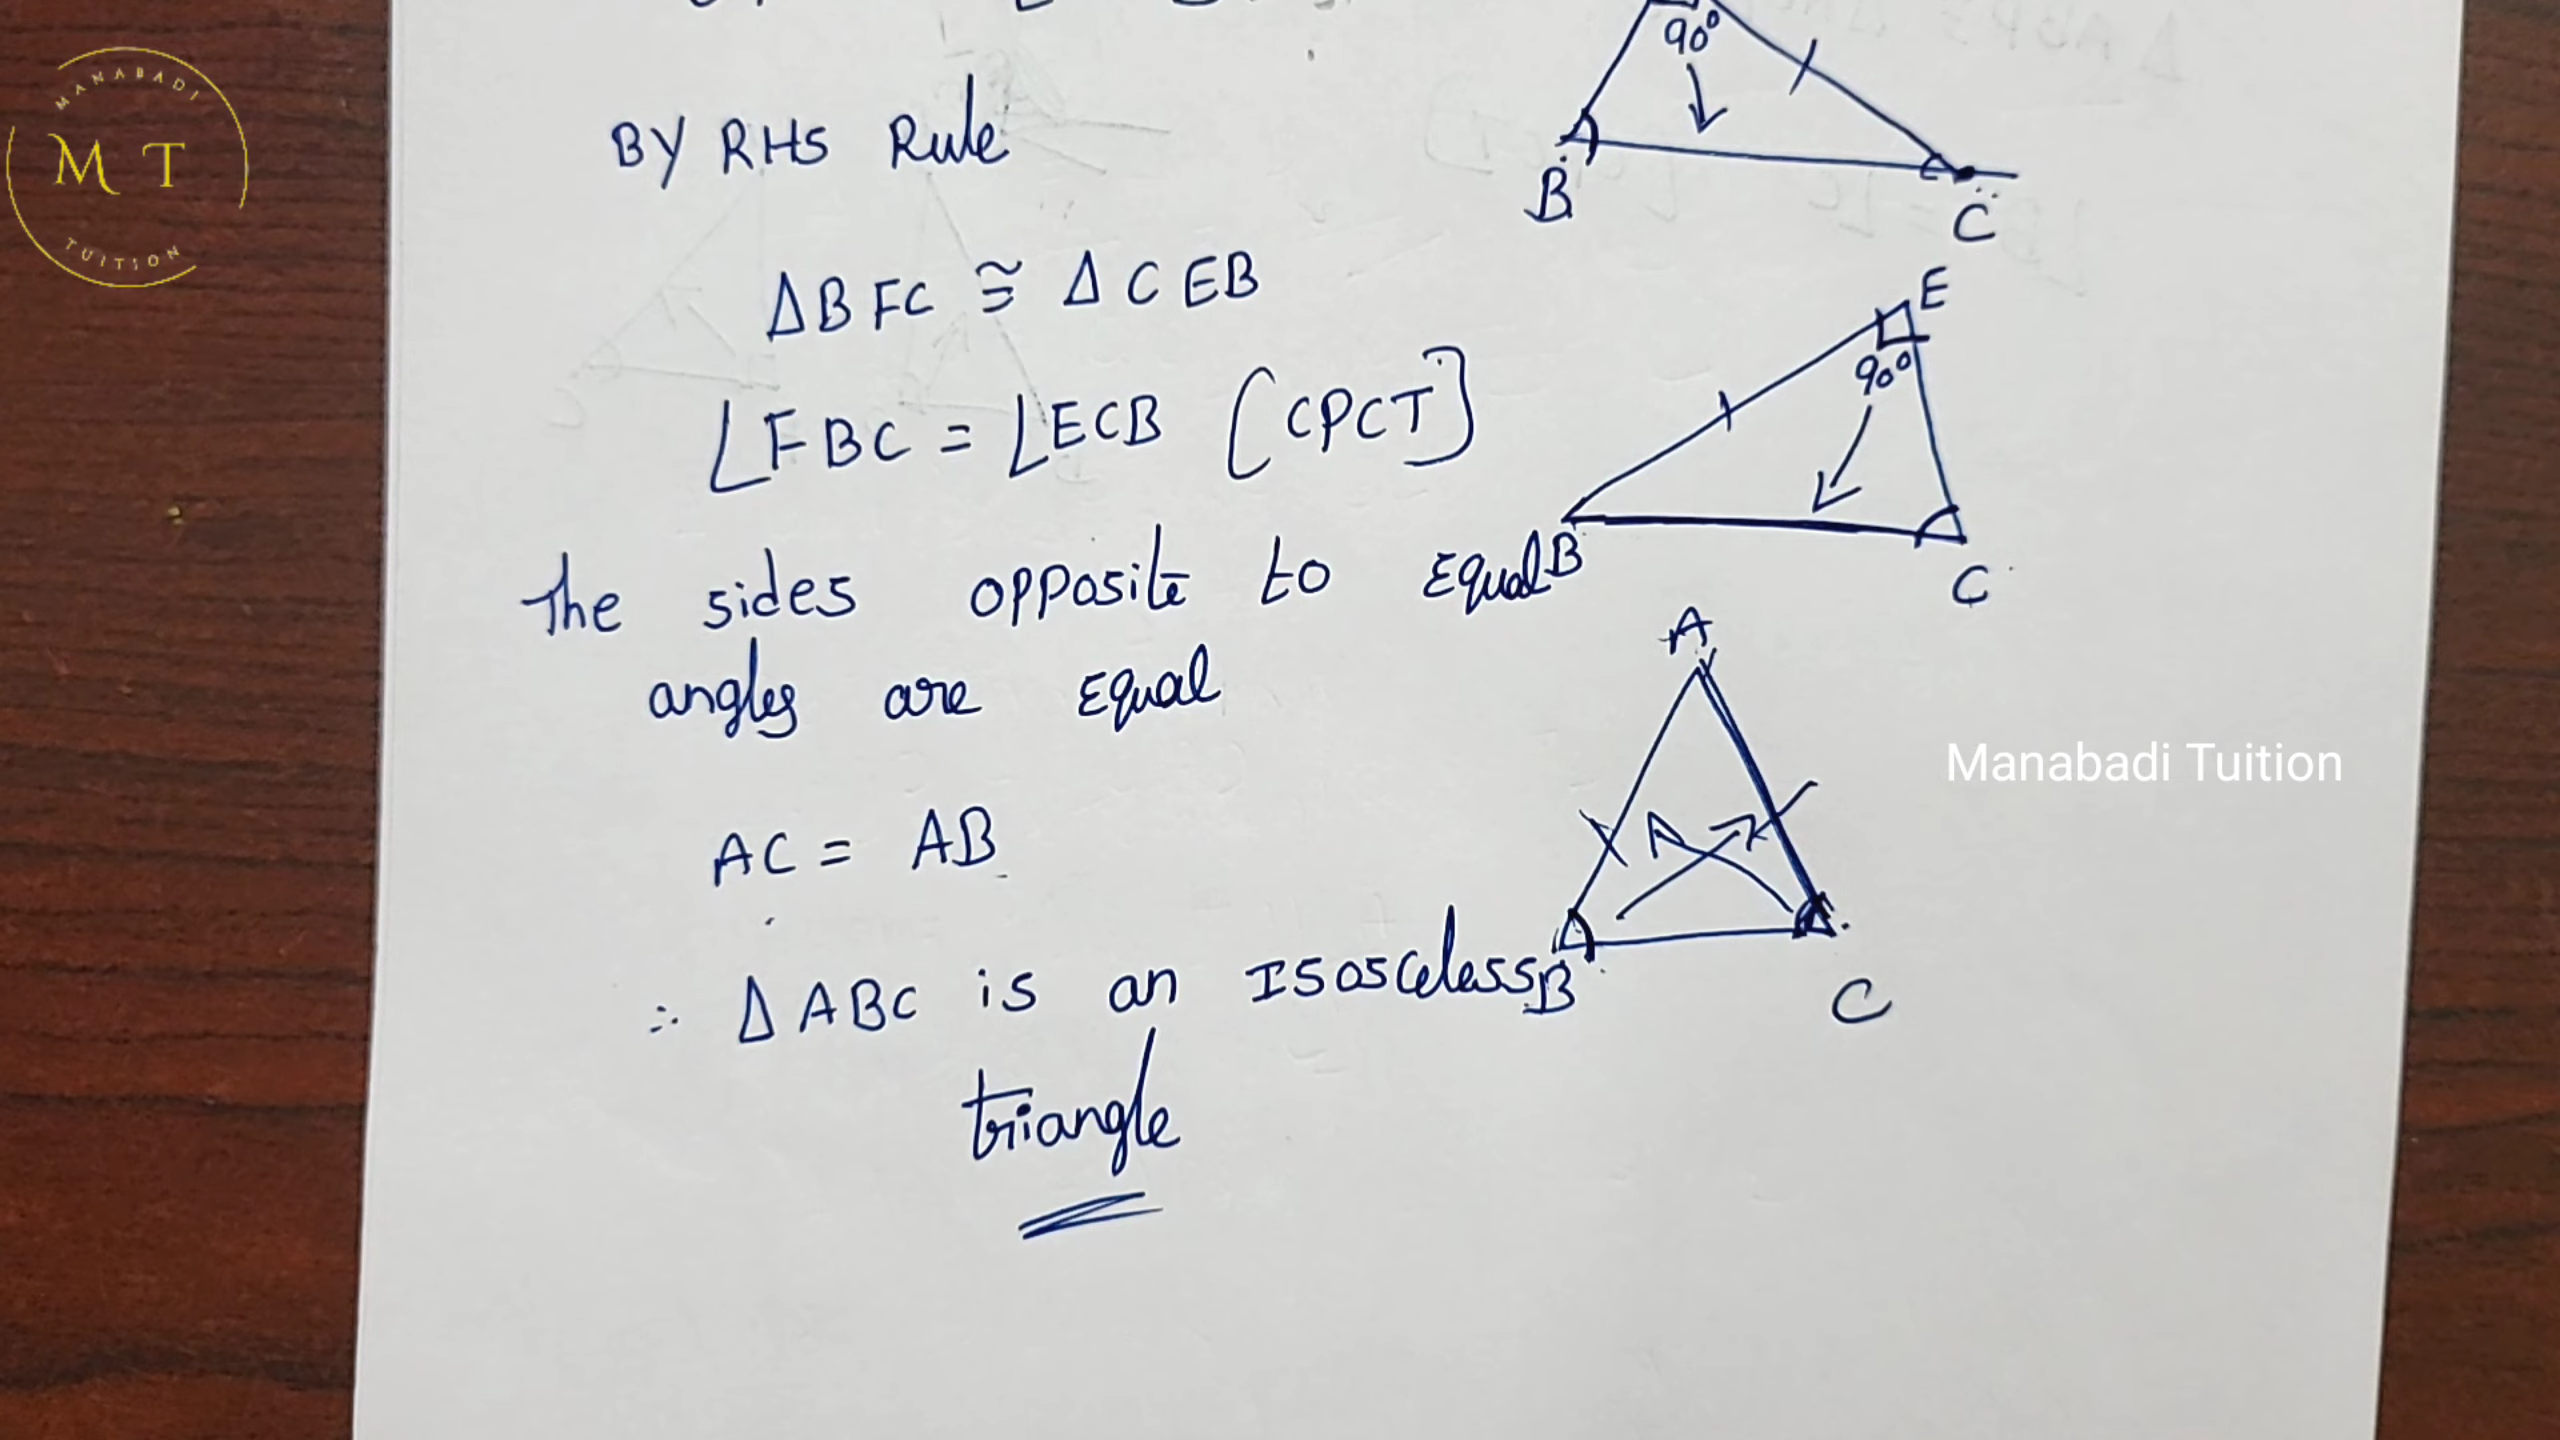 MANABADI
M T
TUITION
90°
BY RHS Rule
B
C
ΔBFC ≅ ΔCEB
E
90°
∠FBC = ∠ECB [CPCT]
The sides opposite to Equal
B
C
angles are Equal
A
Manabadi Tuition
AC = AB
∴ ΔABC is an Isosceless
B
C
triangle